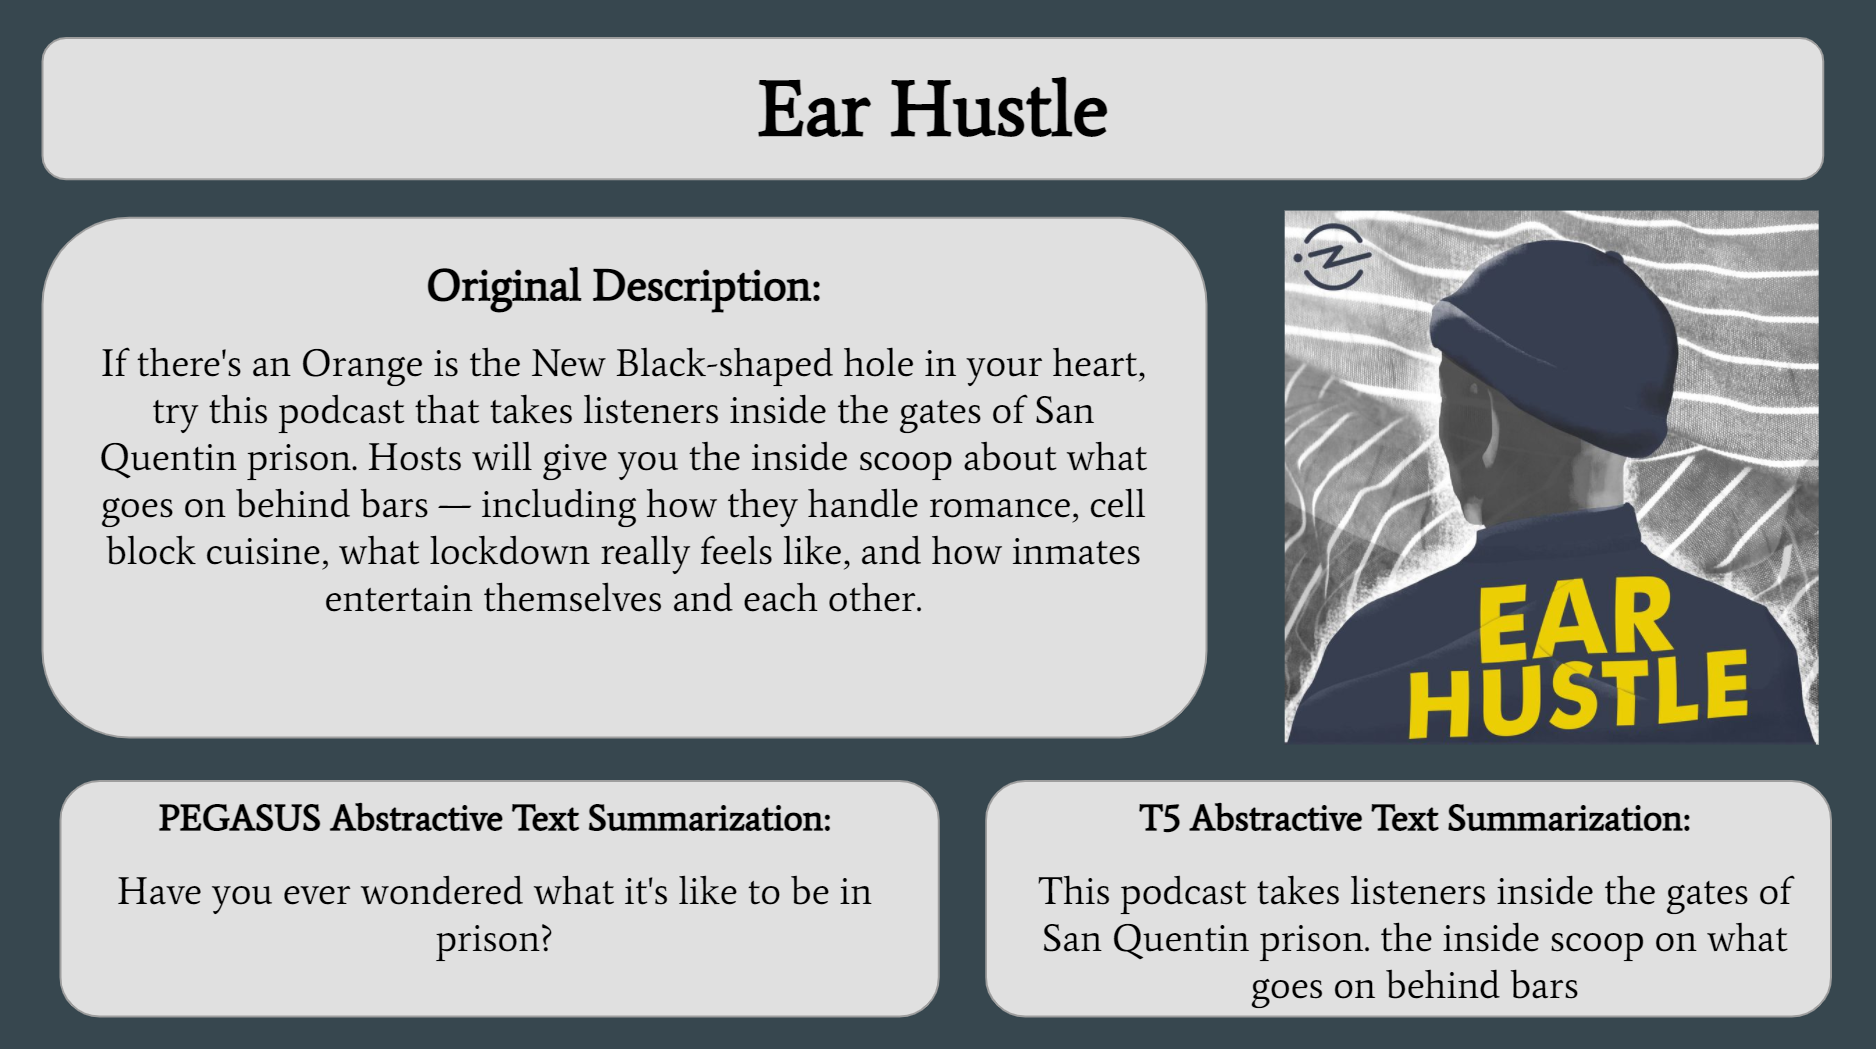 Ear Hustle
Original Description:
If there's an Orange is the New Black-shaped hole in your heart,
try this podcast that takes listeners inside the gates of San
Quentin prison. Hosts will give you the inside scoop about what
goes on behind bars — including how they handle romance, cell
block cuisine, what lockdown really feels like, and how inmates
entertain themselves and each other.
EAR
HUSTLE
PEGASUS Abstractive Text Summarization:
Have you ever wondered what it's like to be in
prison?
T5 Abstractive Text Summarization:
This podcast takes listeners inside the gates of
San Quentin prison. the inside scoop on what
goes on behind bars